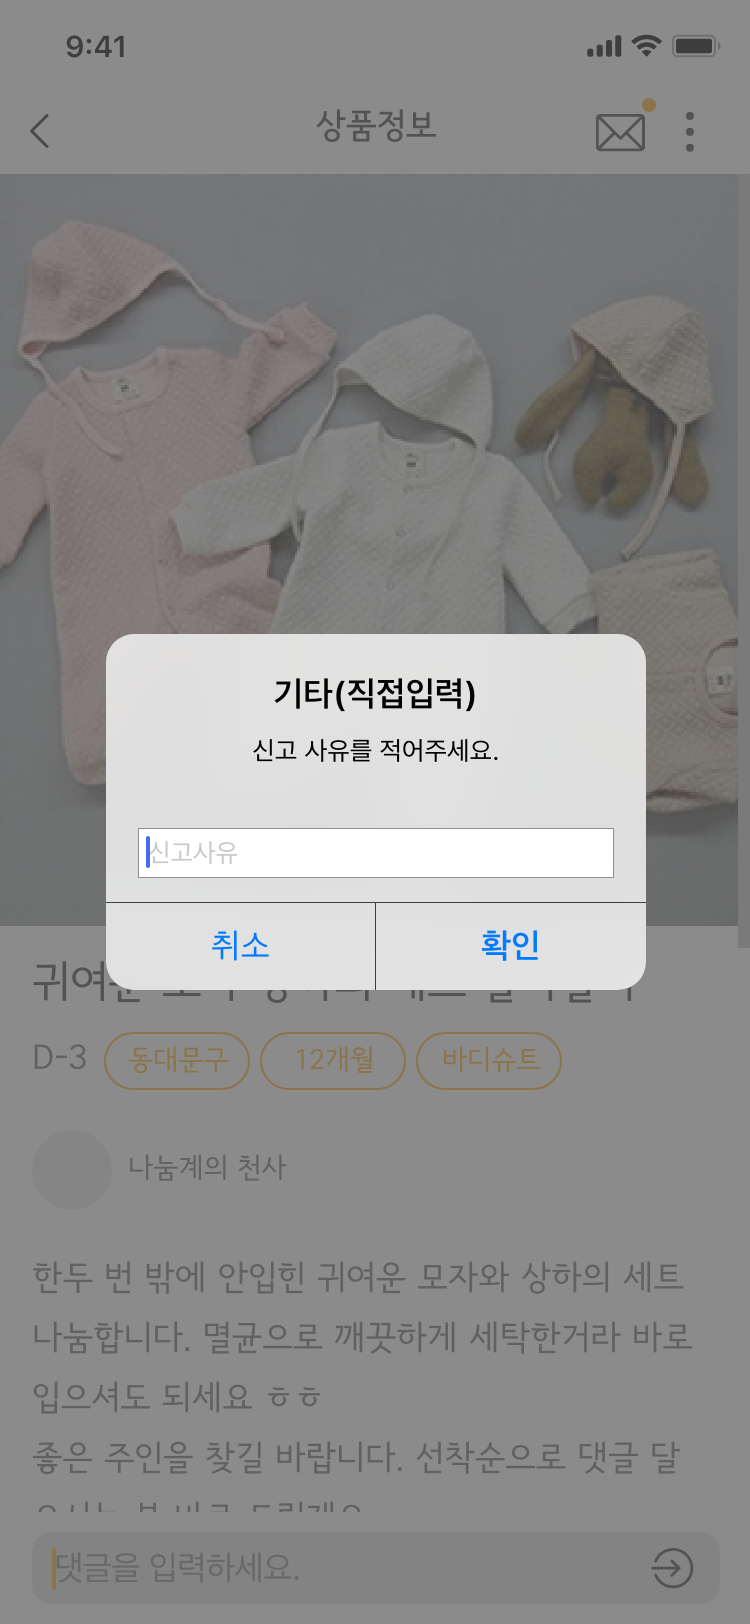 9:41
상품정보
기타(직접입력)
신고 사유를 적어주세요.
신고사유
취소
확인
D-3
동대문구
12개월
바디슈트
나눔계의 천사
한두 번 밖에 안입힌 귀여운 모자와 상하의 세트
나눔합니다. 멸균으로 깨끗하게 세탁한거라 바로
입으셔도 되세요 ㅎㅎ
좋은 주인을 찾길 바랍니다. 선착순으로 댓글 달
댓글을 입력하세요.